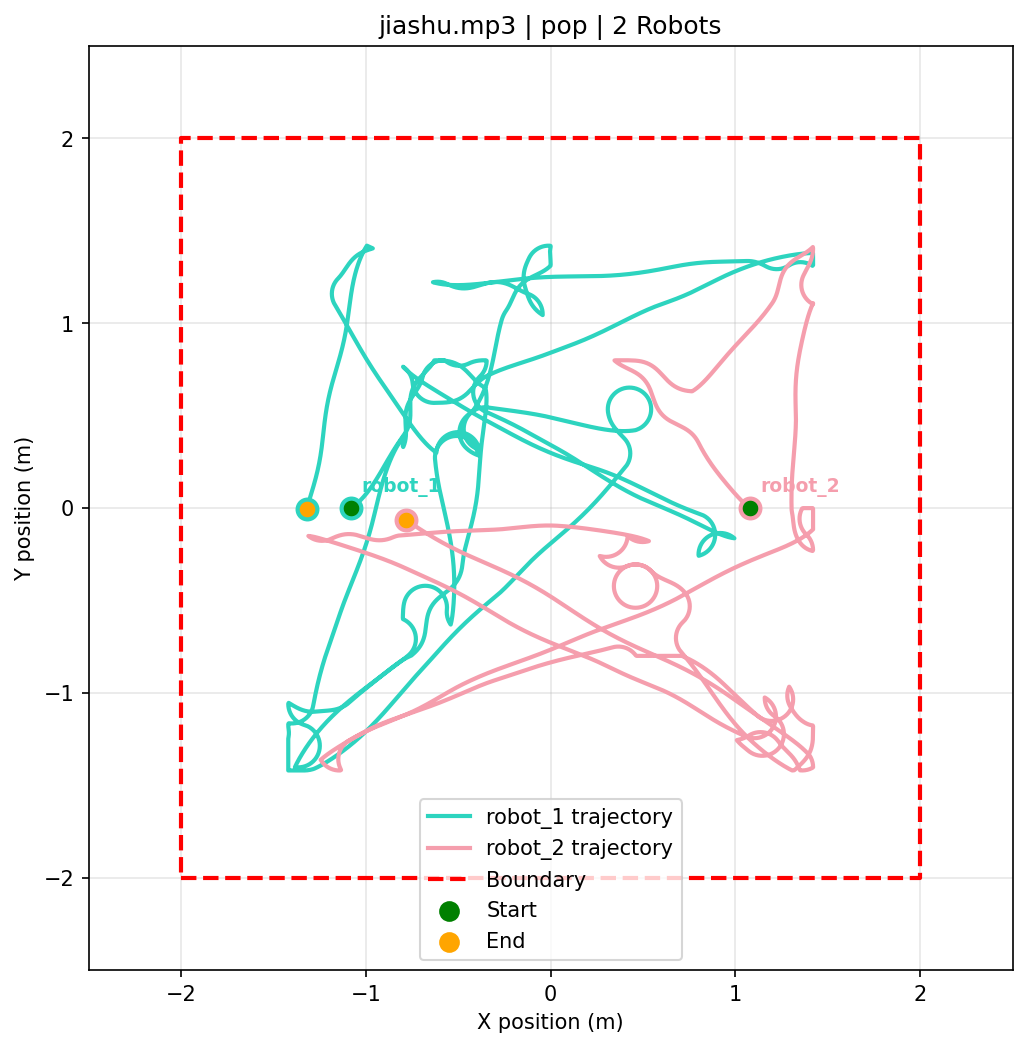 jiashu.mp3 | pop | 2 Robots
Y position (m)
2
1
0
−1
−2
robot_1
robot_2
robot_1 trajectory
robot_2 trajectory
Boundary
Start
End
−2 −1 0 1 2
X position (m)